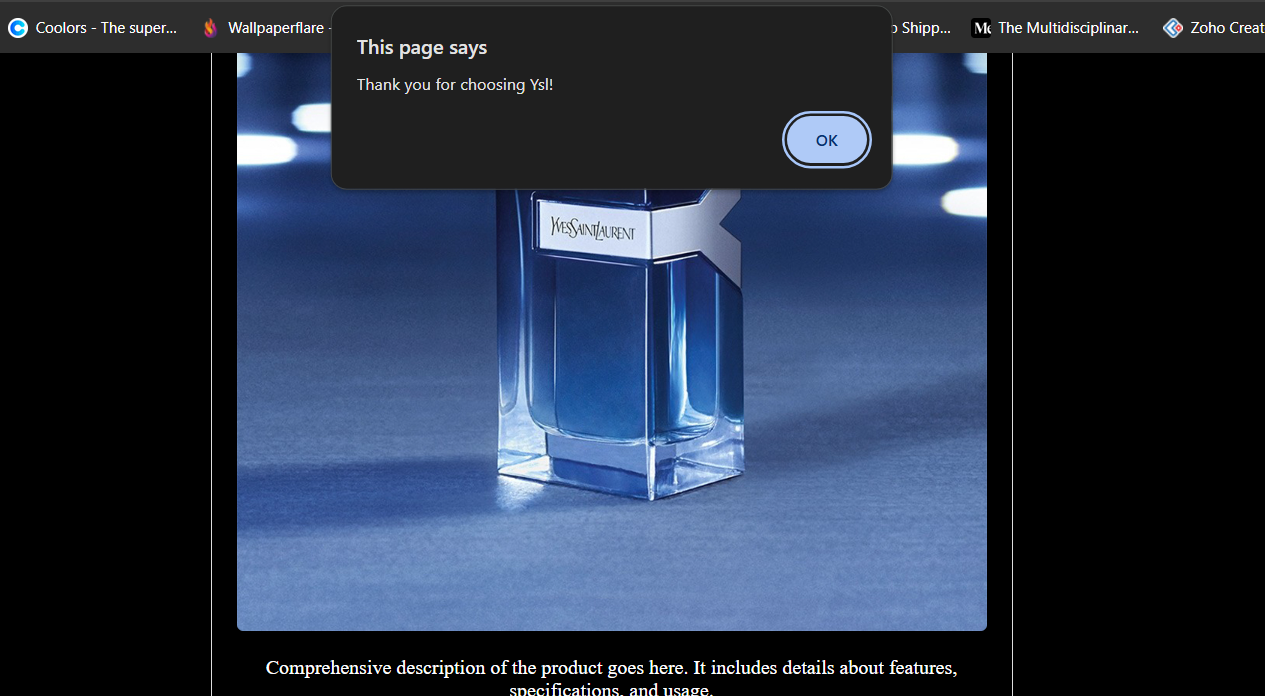 Coolors - The super...
Wallpaperflare -
Shipp...
The Multidisciplinar...
Zoho Creat
This page says
Thank you for choosing Ysl!
OK
YVESSAINTLAURENT
Comprehensive description of the product goes here. It includes details about features,
specifications, and usage.